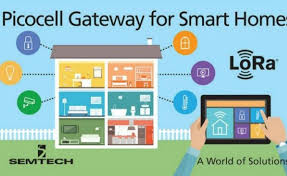 Picocell Gateway for Smart Homes
LoRa
SEMTECH
A World of Solutions